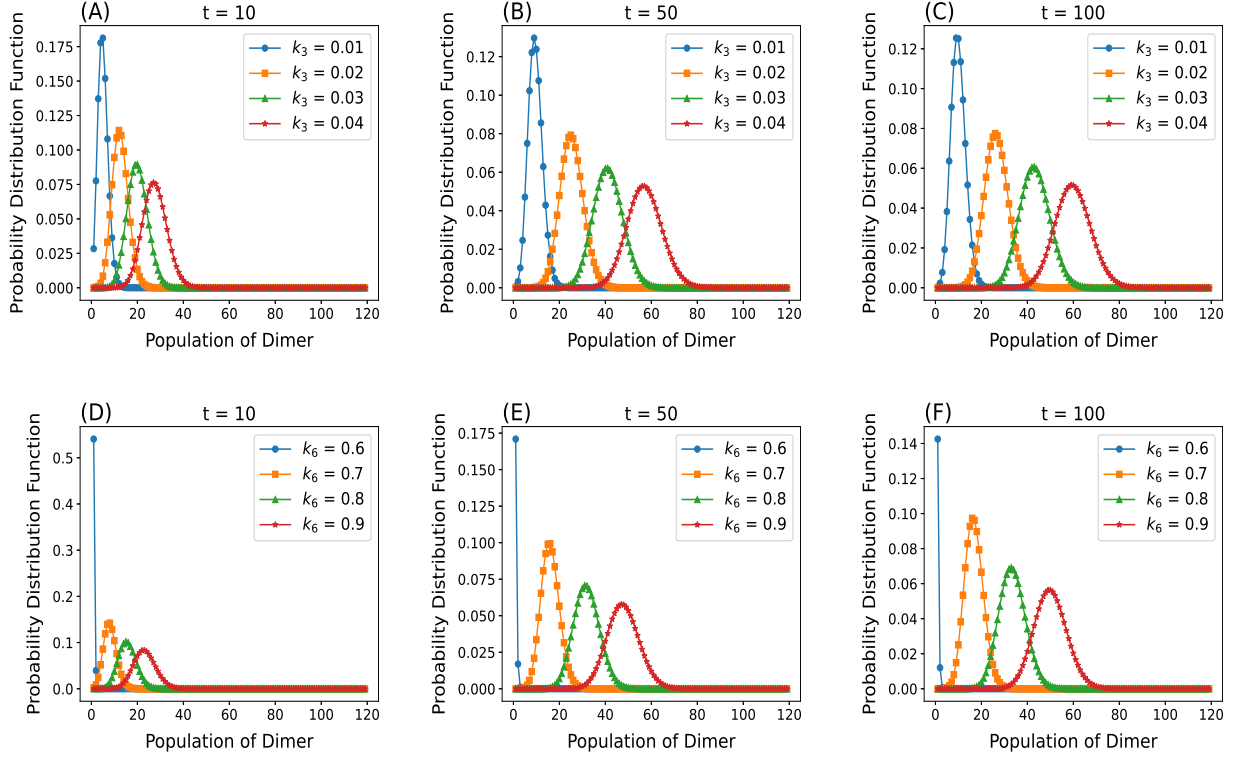 (A) t = 10
Probability Distribution Function
0.175
0.150
0.125
0.100
0.075
0.050
0.025
0.000
k3 = 0.01
k3 = 0.02
k3 = 0.03
k3 = 0.04
0 20 40 60 80 100 120
Population of Dimer
(B) t = 50
Probability Distribution Function
0.12
0.10
0.08
0.06
0.04
0.02
0.00
k3 = 0.01
k3 = 0.02
k3 = 0.03
k3 = 0.04
0 20 40 60 80 100 120
Population of Dimer
(C) t = 100
Probability Distribution Function
0.12
0.10
0.08
0.06
0.04
0.02
0.00
k3 = 0.01
k3 = 0.02
k3 = 0.03
k3 = 0.04
0 20 40 60 80 100 120
Population of Dimer
(D) t = 10
Probability Distribution Function
0.5
0.4
0.3
0.2
0.1
0.0
k6 = 0.6
k6 = 0.7
k6 = 0.8
k6 = 0.9
0 20 40 60 80 100 120
Population of Dimer
(E) t = 50
Probability Distribution Function
0.175
0.150
0.125
0.100
0.075
0.050
0.025
0.000
k6 = 0.6
k6 = 0.7
k6 = 0.8
k6 = 0.9
0 20 40 60 80 100 120
Population of Dimer
(F) t = 100
Probability Distribution Function
0.14
0.12
0.10
0.08
0.06
0.04
0.02
0.00
k6 = 0.6
k6 = 0.7
k6 = 0.8
k6 = 0.9
0 20 40 60 80 100 120
Population of Dimer